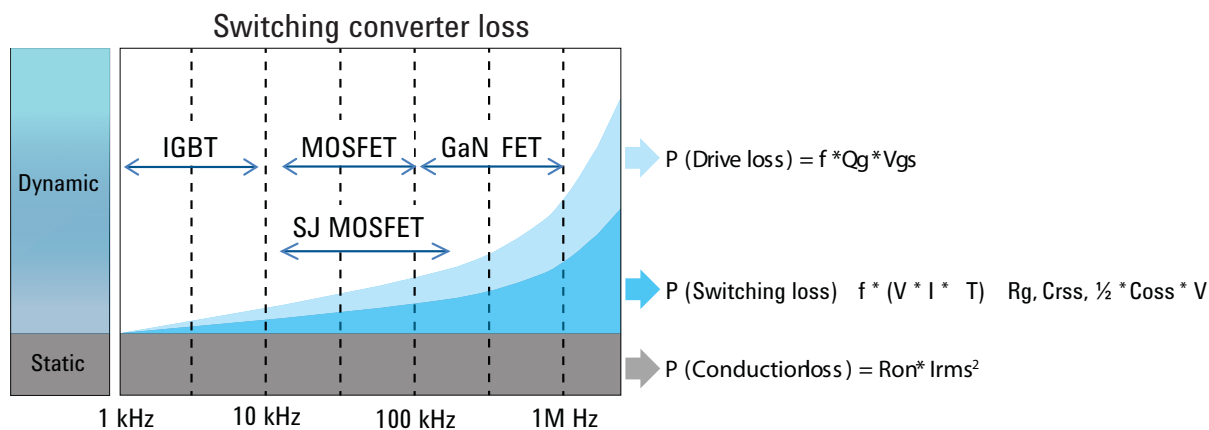 Switching converter loss
IGBT
MOSFET
GaN FET
SJ MOSFET
Dynamic
Static
P (Drive loss) = f *Qg*Vgs
P (Switching loss) f * (V * I * T) Rg, Crss, ½ * Coss * V
P (Conductionloss) = Ron* Irms²
1 kHz
10 kHz
100 kHz
1M Hz